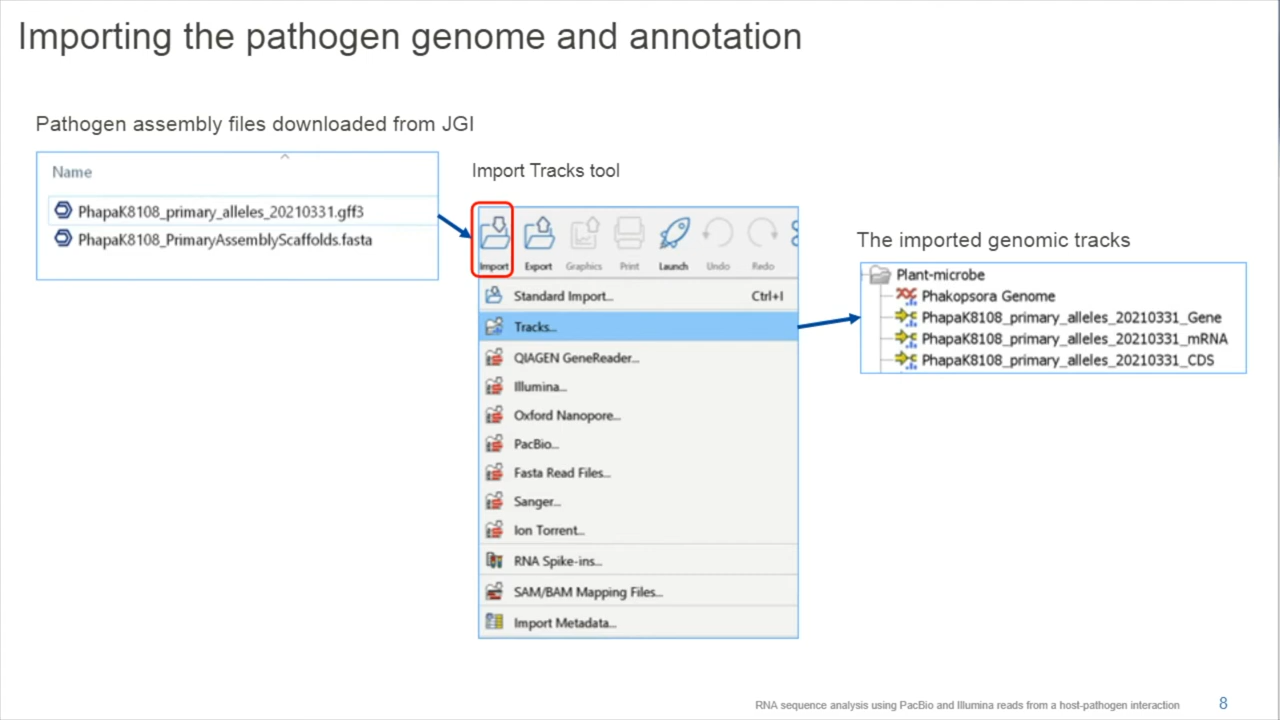 Importing the pathogen genome and annotation
Pathogen assembly files downloaded from JGI
Name
PhapaK8108_primary_alleles_20210331.gff3
PhapaK8108_PrimaryAssemblyScaffolds.fasta
Import Tracks tool
Import Export Graphics Print Launch Undo Redo
Standard Import... Ctrl+I
Tracks...
QIAGEN GeneReader...
Illumina...
Oxford Nanopore...
PacBio...
Fasta Read Files...
Sanger...
Ion Torrent...
RNA Spike-ins...
SAM/BAM Mapping Files...
Import Metadata...
The imported genomic tracks
Plant-microbe
Phakopsora Genome
PhapaK8108_primary_alleles_20210331_Gene
PhapaK8108_primary_alleles_20210331_mRNA
PhapaK8108_primary_alleles_20210331_CDS
RNA sequence analysis using PacBio and Illumina reads from a host-pathogen interaction 8